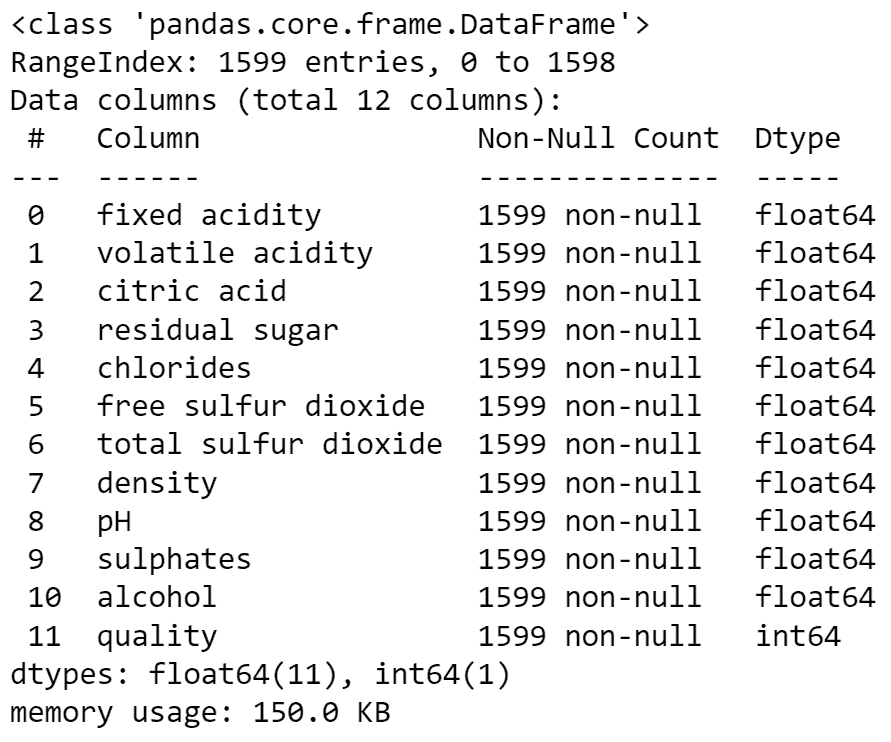 <class 'pandas.core.frame.DataFrame'>
RangeIndex: 1599 entries, 0 to 1598
Data columns (total 12 columns):
 #   Column                Non-Null Count  Dtype
---  ------                --------------  -----
 0   fixed acidity         1599 non-null   float64
 1   volatile acidity      1599 non-null   float64
 2   citric acid           1599 non-null   float64
 3   residual sugar        1599 non-null   float64
 4   chlorides             1599 non-null   float64
 5   free sulfur dioxide   1599 non-null   float64
 6   total sulfur dioxide  1599 non-null   float64
 7   density               1599 non-null   float64
 8   pH                    1599 non-null   float64
 9   sulphates             1599 non-null   float64
 10  alcohol               1599 non-null   float64
 11  quality               1599 non-null   int64
dtypes: float64(11), int64(1)
memory usage: 150.0 KB